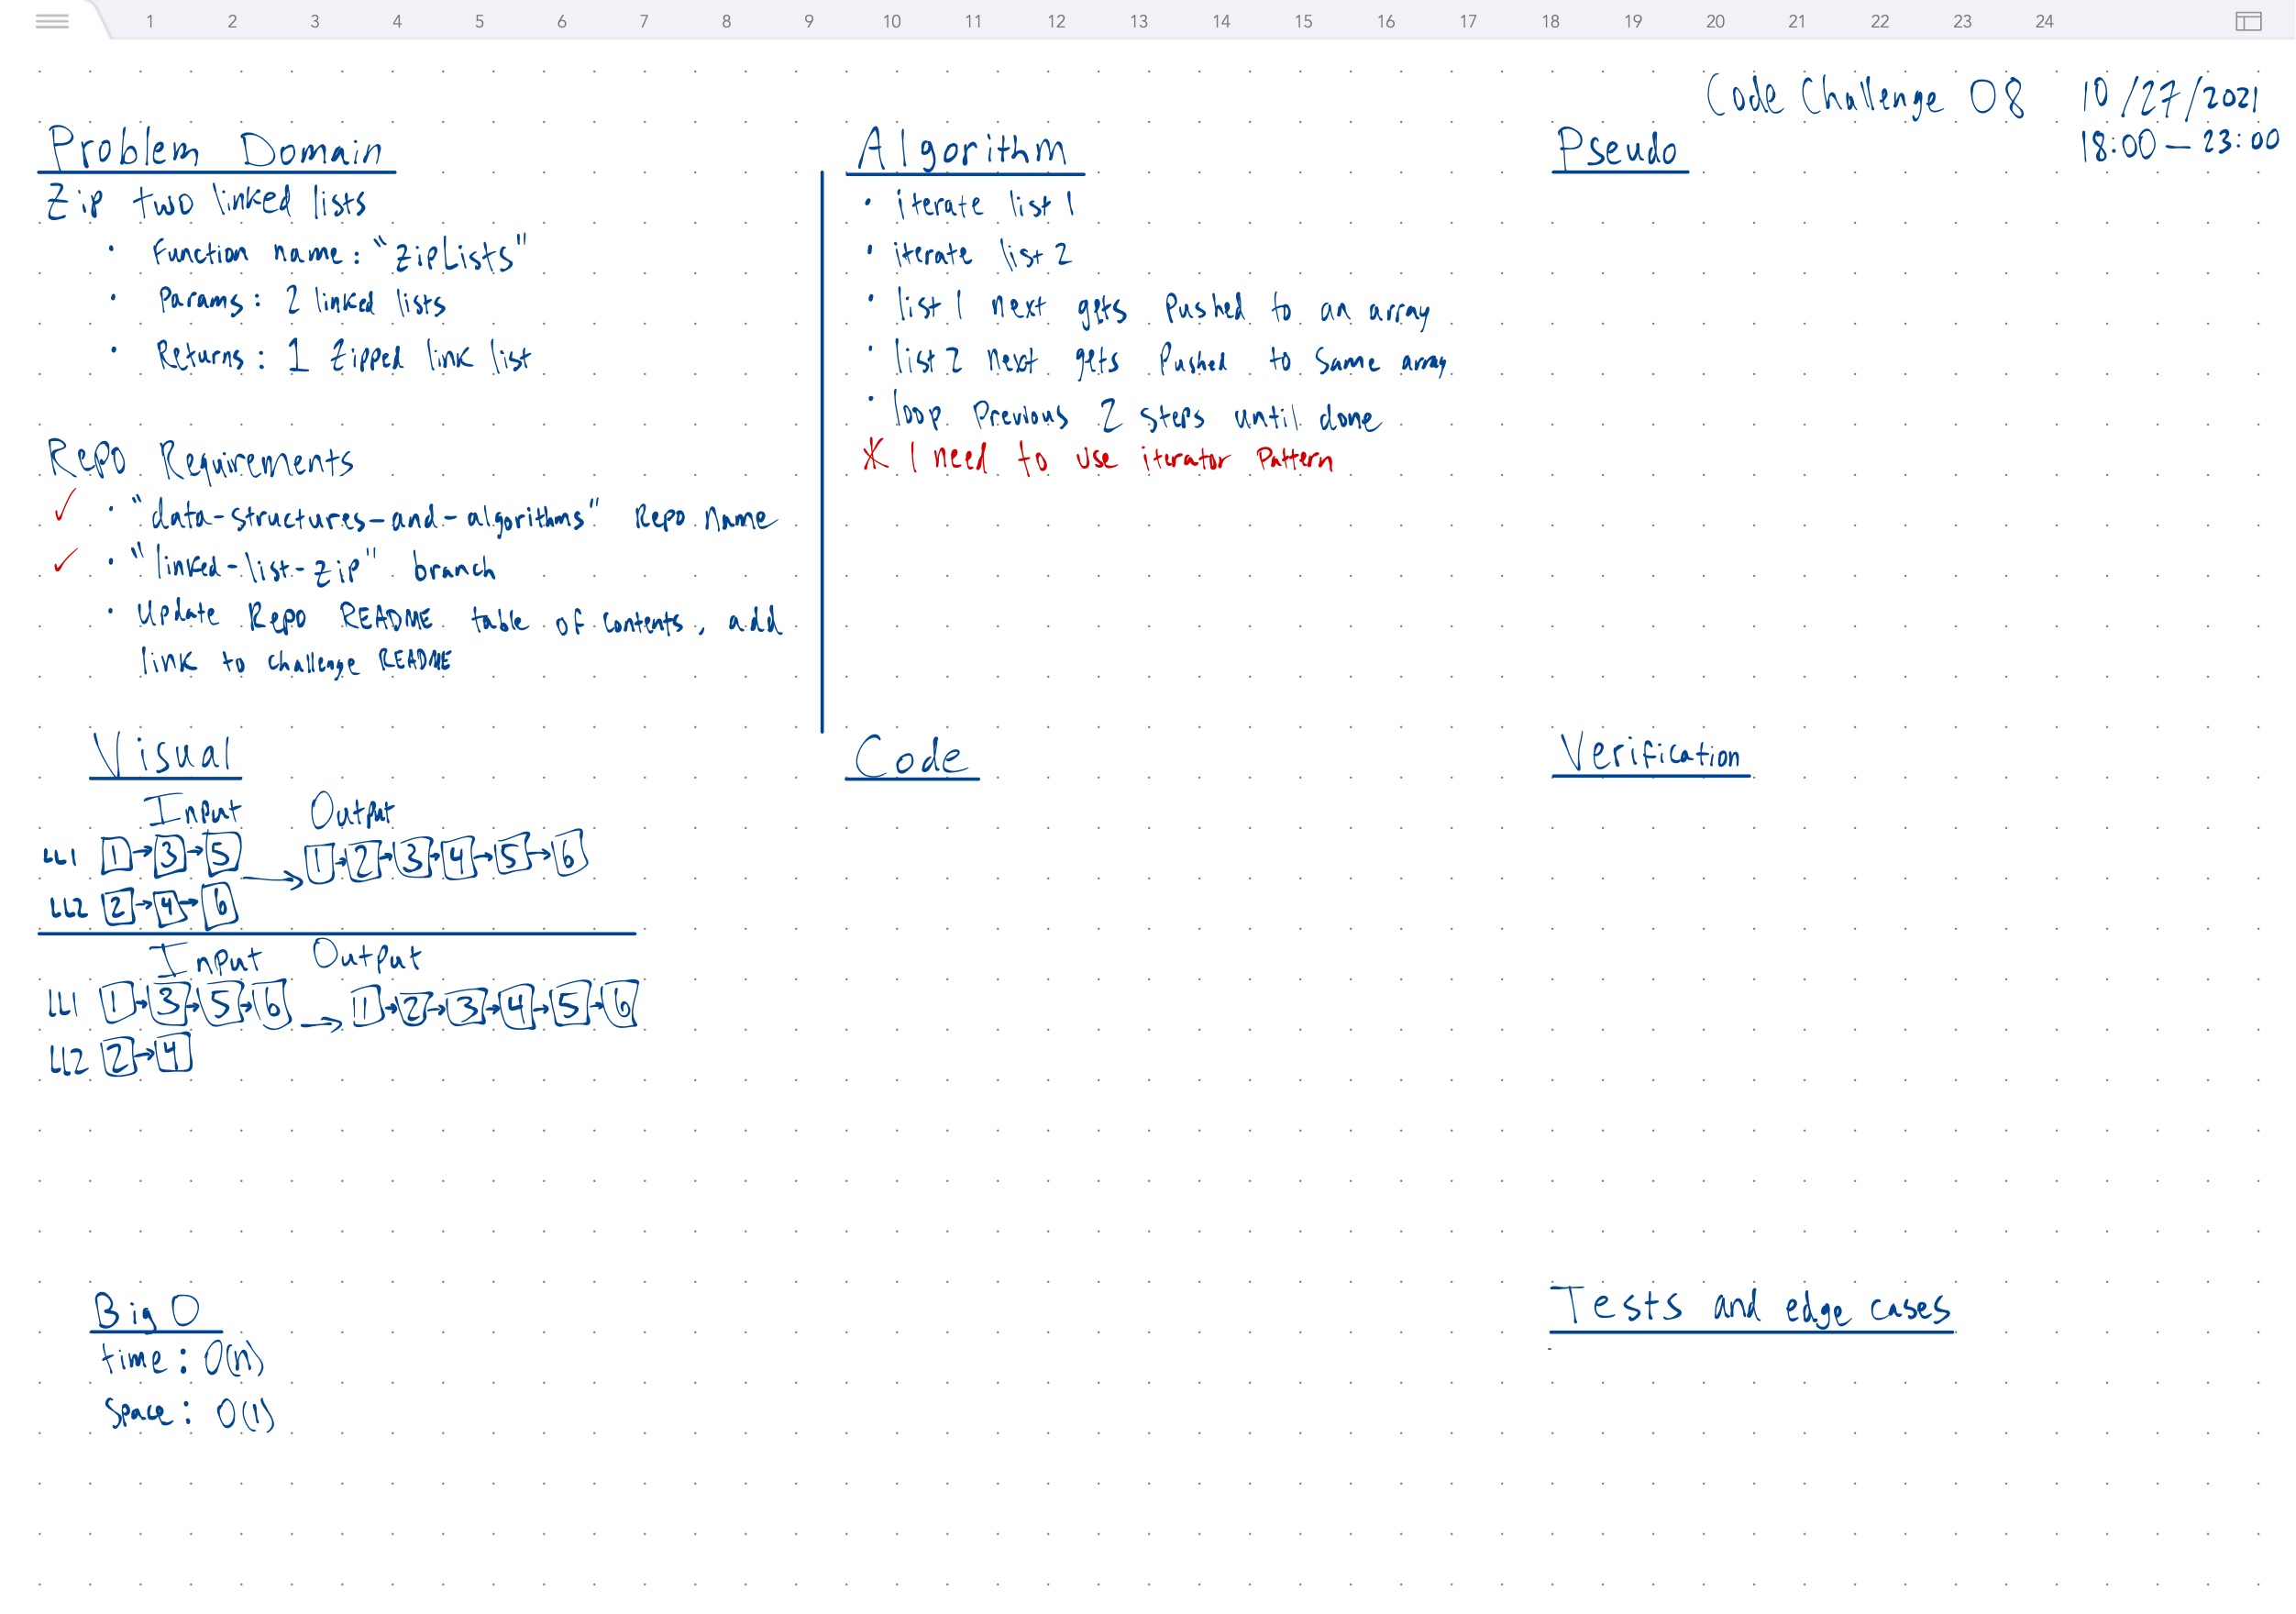 1 2 3 4 5 6 7 8 9 10 11 12 13 14 15 16 17 18 19 20 21 22 23 24
Code Challenge 08 10/27/2021
18:00 – 23:00
Problem Domain
Zip two linked lists
• Function name: "zipLists"
• Params: 2 linked lists
• Returns: 1 zipped link list
Repo Requirements
✓ • "data-structures-and-algorithms" Repo Name
✓ • "linked-list-zip" branch
• Update Repo README table of contents, add
link to challenge README
Algorithm
• iterate list 1
• iterate list 2
• list 1 next gets pushed to an array
• list 2 next gets pushed to same array
• loop previous 2 steps until done
* I need to use iterator pattern
Pseudo
Visual
Input Output
LL1 1→3→5 → 1→2→3→4→5→6
LL2 2→4→6
Input Output
LL1 1→3→5→6 → 1→2→3→4→5→6
LL2 2→4
Code
Verification
Big O
time: O(n)
Space: O(1)
Tests and edge cases
-